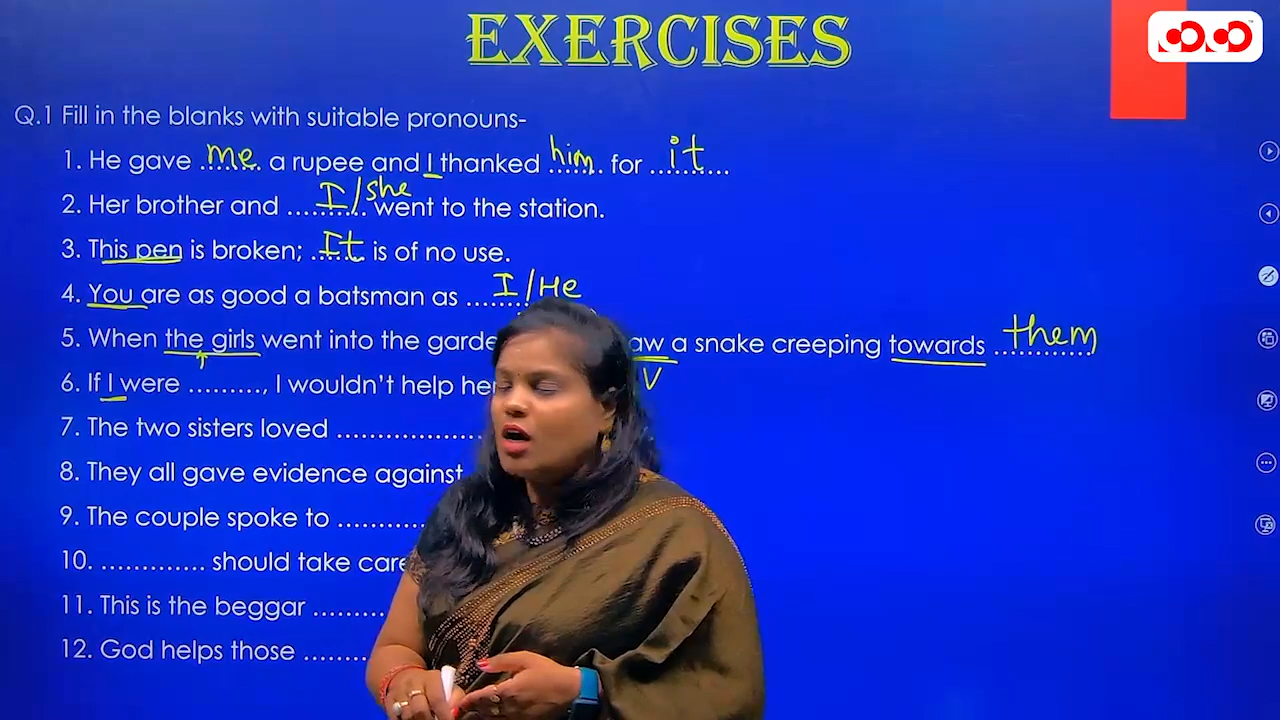 EXERCISES
Q.1 Fill in the blanks with suitable pronouns-
1. He gave ...me... a rupee and I thanked ...him... for ...it...
2. Her brother and ...I/she... went to the station.
3. This pen is broken; ...It... is of no use.
4. You are as good a batsman as ...I/He
5. When the girls went into the a snake creeping towards ...them...
V
6. If I were ........., I wouldn't help
7. The two sisters loved .................
8. They all gave evidence against
9. The couple spoke to ..........
10. ............. should take
11. This is the beggar .........
12. God helps those ........